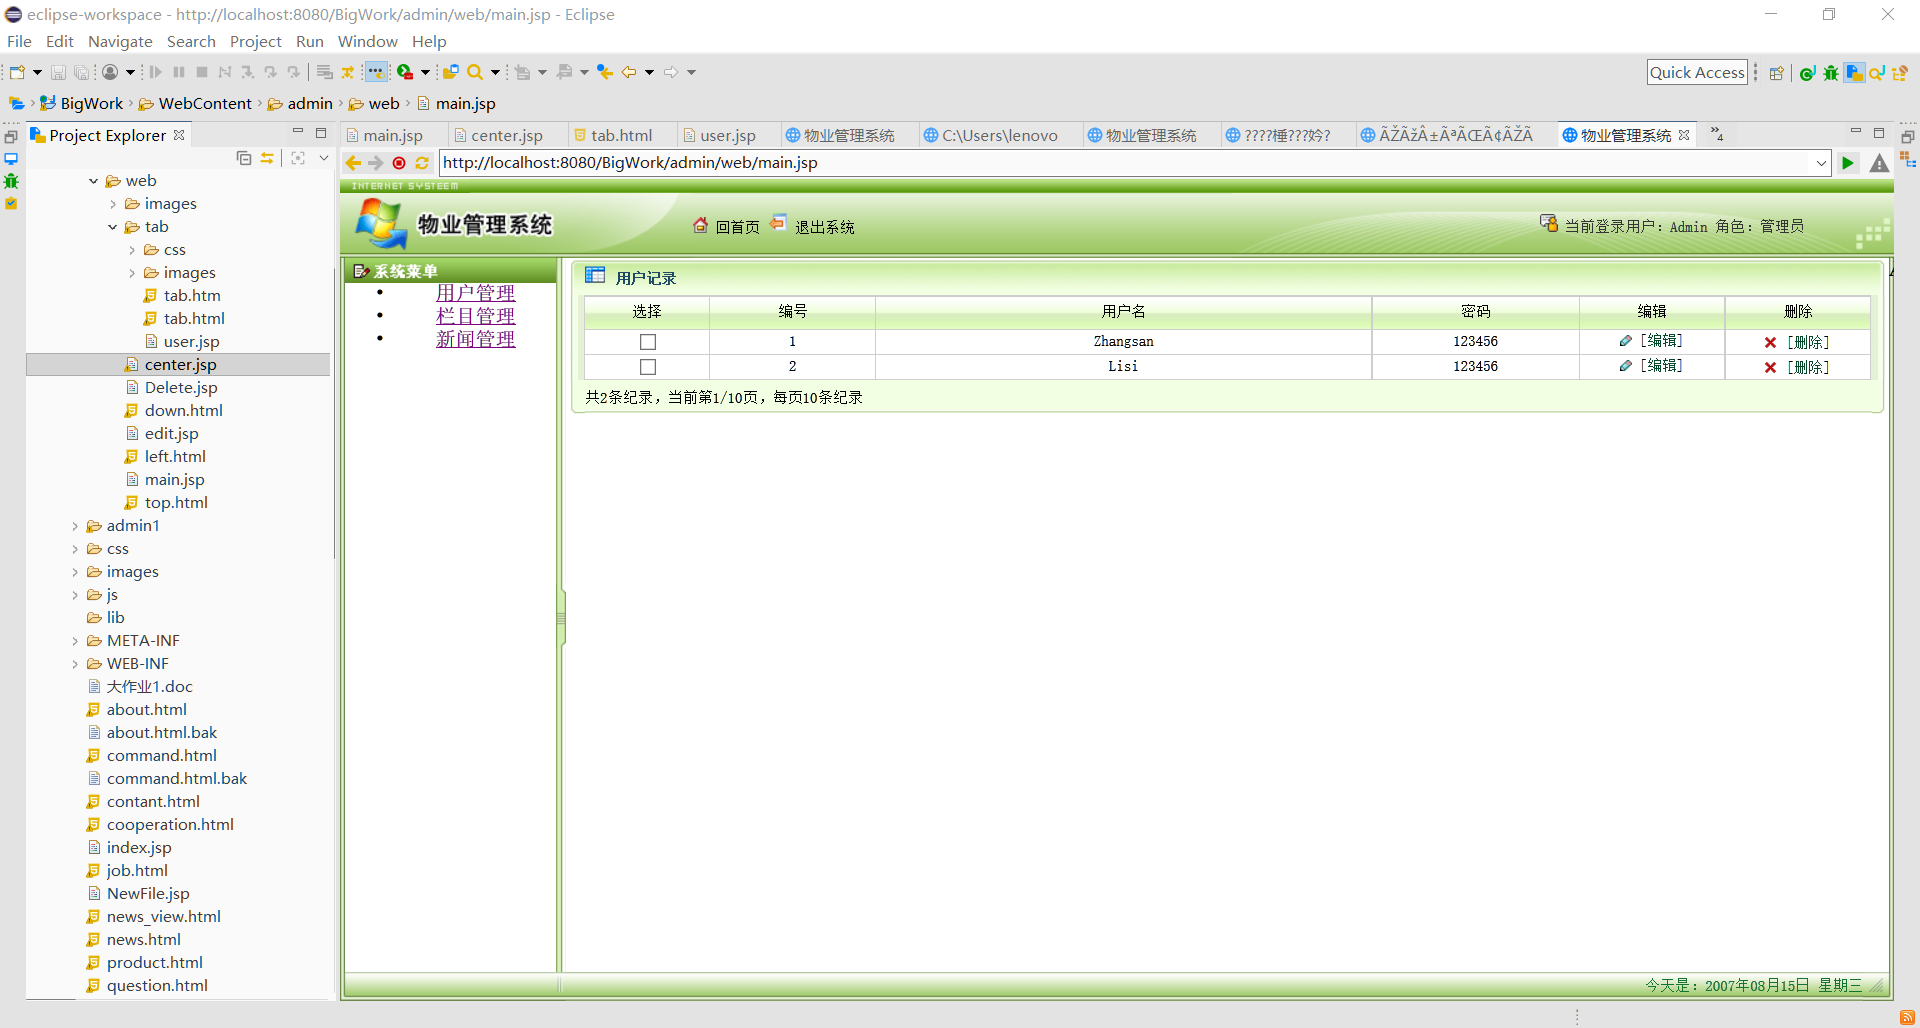 eclipse-workspace - http://localhost:8080/BigWork/admin/web/main.jsp - Eclipse
File Edit Navigate Search Project Run Window Help
Quick Access
BigWork WebContent admin web main.jsp
Project Explorer
main.jsp center.jsp tab.html user.jsp 物业管理系统 C:\Users\lenovo 物业管理系统 ????棰???妗? ÃŽÃžÂ±ÃªÃŒÃ¢ÃŽÃ 物业管理系统 4
http://localhost:8080/BigWork/admin/web/main.jsp
web
images
tab
css
images
tab.htm
tab.html
user.jsp
center.jsp
Delete.jsp
down.html
edit.jsp
left.html
main.jsp
top.html
admin1
css
images
js
lib
META-INF
WEB-INF
大作业1.doc
about.html
about.html.bak
command.html
command.html.bak
contant.html
cooperation.html
index.jsp
job.html
NewFile.jsp
news_view.html
news.html
product.html
question.html
INTERNET SYSTEEM
物业管理系统
回首页 退出系统
当前登录用户：Admin 角色：管理员
系统菜单
• 用户管理
• 栏目管理
• 新闻管理
用户记录
选择 编号 用户名 密码 编辑 删除
1 Zhangsan 123456 [编辑] [删除]
2 Lisi 123456 [编辑] [删除]
共2条纪录，当前第1/10页，每页10条纪录
今天是：2007年08月15日 星期三